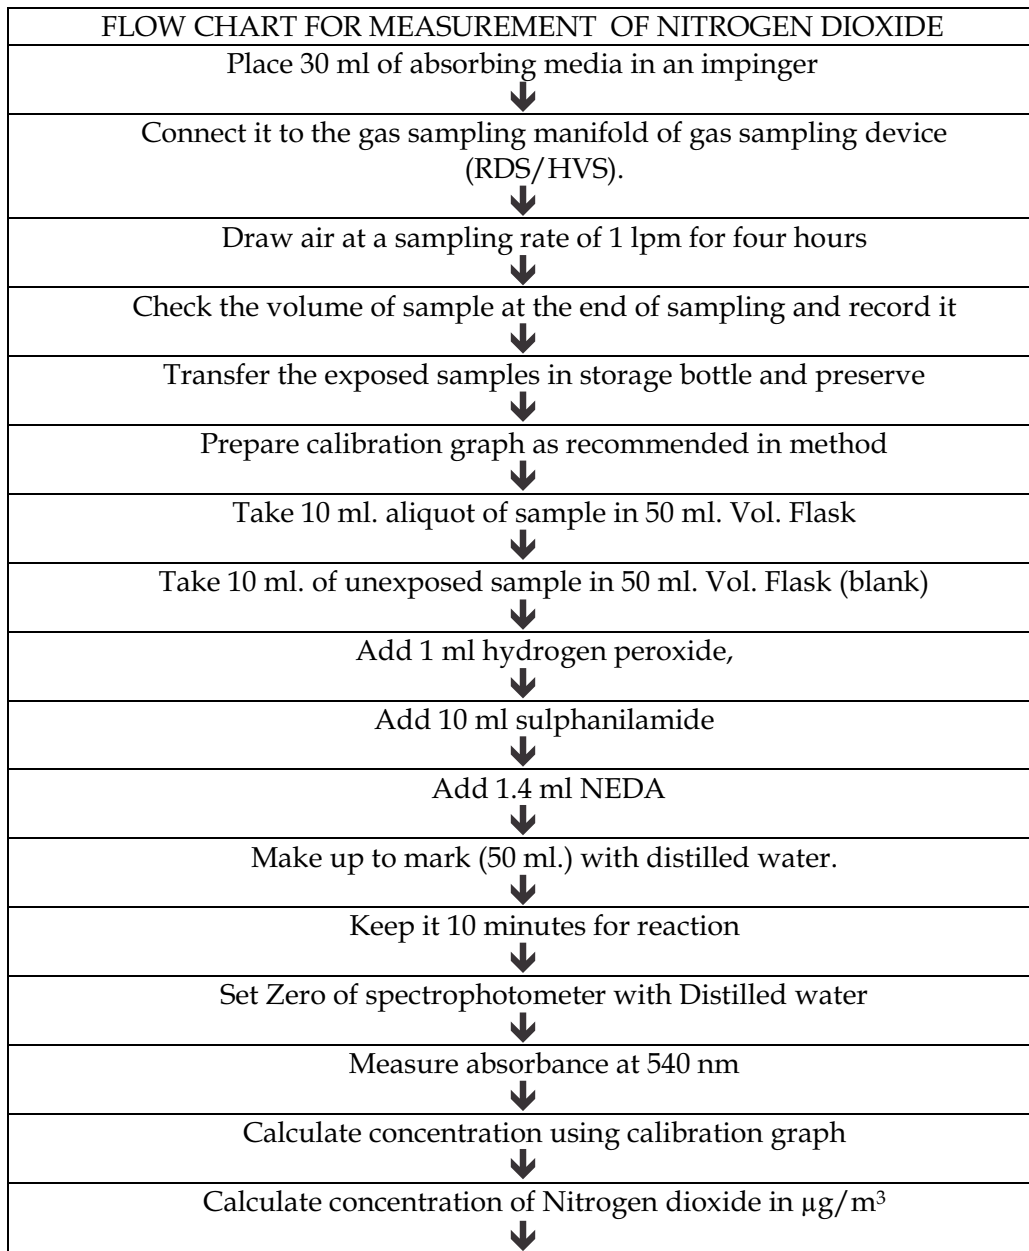 FLOW CHART FOR MEASUREMENT OF NITROGEN DIOXIDE
Place 30 ml of absorbing media in an impinger
Connect it to the gas sampling manifold of gas sampling device
(RDS/HVS).
Draw air at a sampling rate of 1 lpm for four hours
Check the volume of sample at the end of sampling and record it
Transfer the exposed samples in storage bottle and preserve
Prepare calibration graph as recommended in method
Take 10 ml. aliquot of sample in 50 ml. Vol. Flask
Take 10 ml. of unexposed sample in 50 ml. Vol. Flask (blank)
Add 1 ml hydrogen peroxide,
Add 10 ml sulphanilamide
Add 1.4 ml NEDA
Make up to mark (50 ml.) with distilled water.
Keep it 10 minutes for reaction
Set Zero of spectrophotometer with Distilled water
Measure absorbance at 540 nm
Calculate concentration using calibration graph
Calculate concentration of Nitrogen dioxide in µg/m³